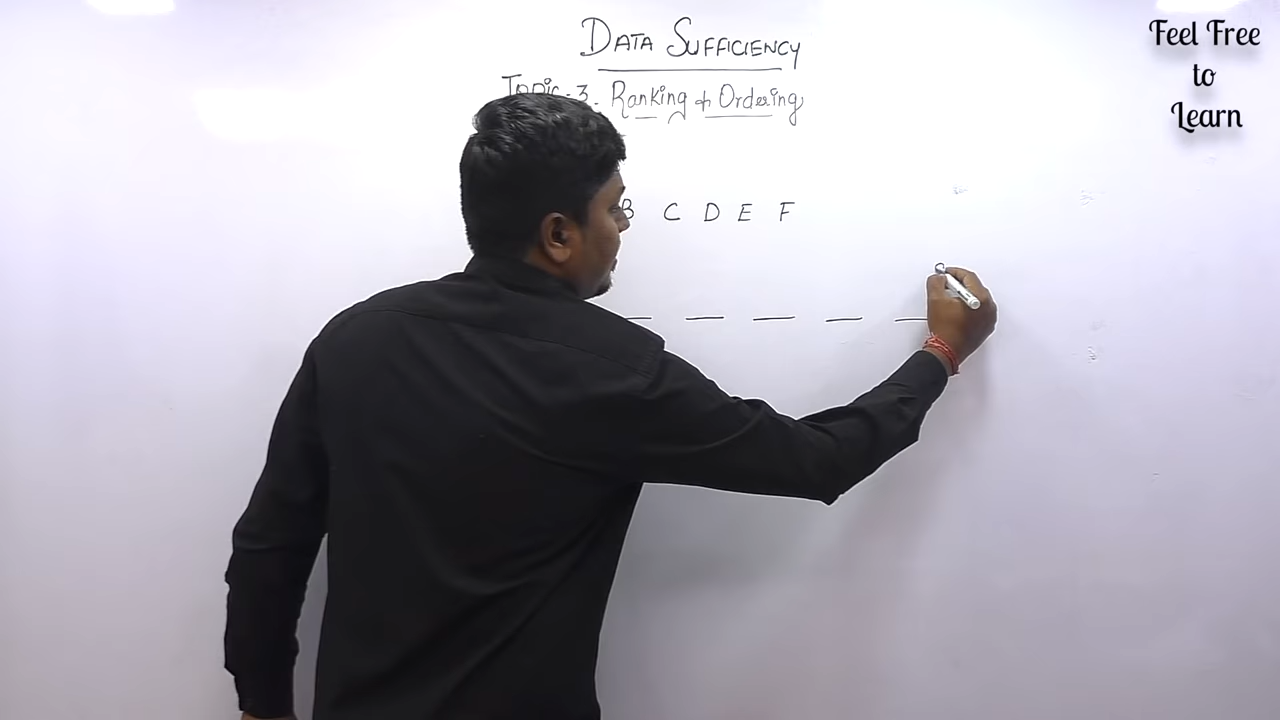 DATA SUFFICIENCY
Topic-3. Ranking & Ordering
B C D E F
Feel Free
to
Learn